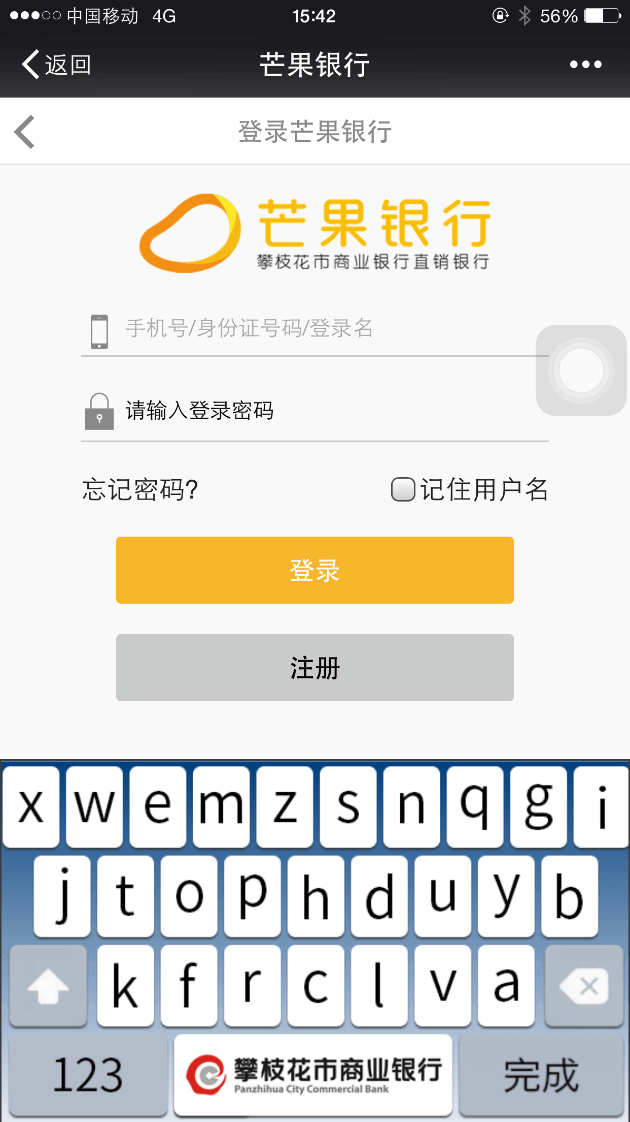 中国移动 4G 15:42 56%
返回 芒果银行
登录芒果银行
芒果银行
攀枝花市商业银行直销银行
手机号/身份证号码/登录名
请输入登录密码
忘记密码? 记住用户名
登录
注册
x w e m z s n q g i
j t o p h d u y b
k f r c l v a
123 攀枝花市商业银行 完成
Panzhihua City Commercial Bank